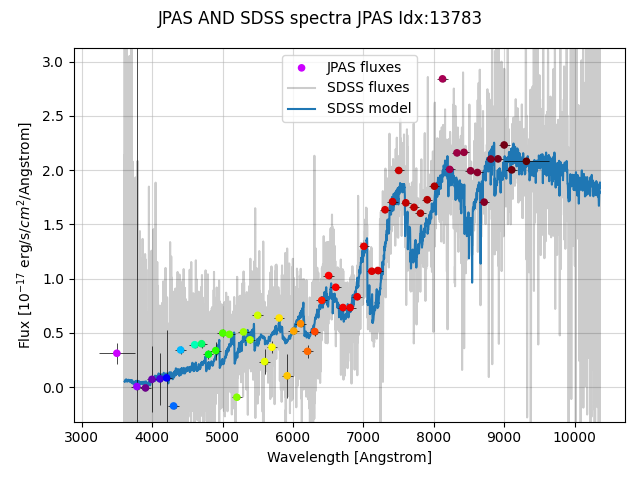 JPAS AND SDSS spectra JPAS Idx:13783
JPAS fluxes
SDSS fluxes
SDSS model
3.0
2.5
2.0
1.5
1.0
0.5
0.0
Flux [10⁻¹⁷ erg/s/cm²/Angstrom]
3000 4000 5000 6000 7000 8000 9000 10000
Wavelength [Angstrom]